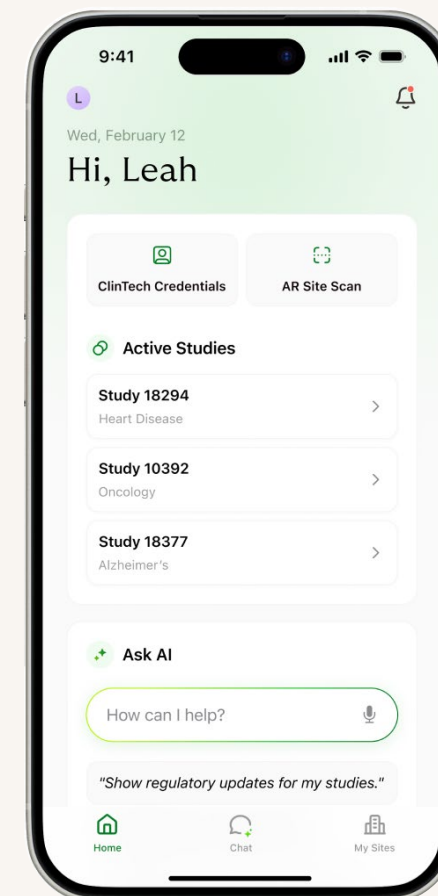 9:41
L
Wed, February 12
Hi, Leah
ClinTech Credentials
AR Site Scan
Active Studies
Study 18294
Heart Disease
Study 10392
Oncology
Study 18377
Alzheimer's
Ask AI
How can I help?
"Show regulatory updates for my studies."
Home
Chat
My Sites